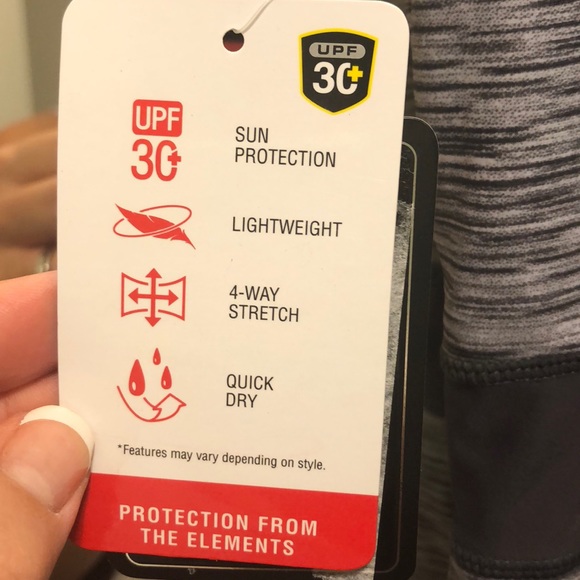 UPF
30+
UPF
30+
SUN
PROTECTION
LIGHTWEIGHT
4-WAY
STRETCH
QUICK
DRY
*Features may vary depending on style.
PROTECTION FROM
THE ELEMENTS